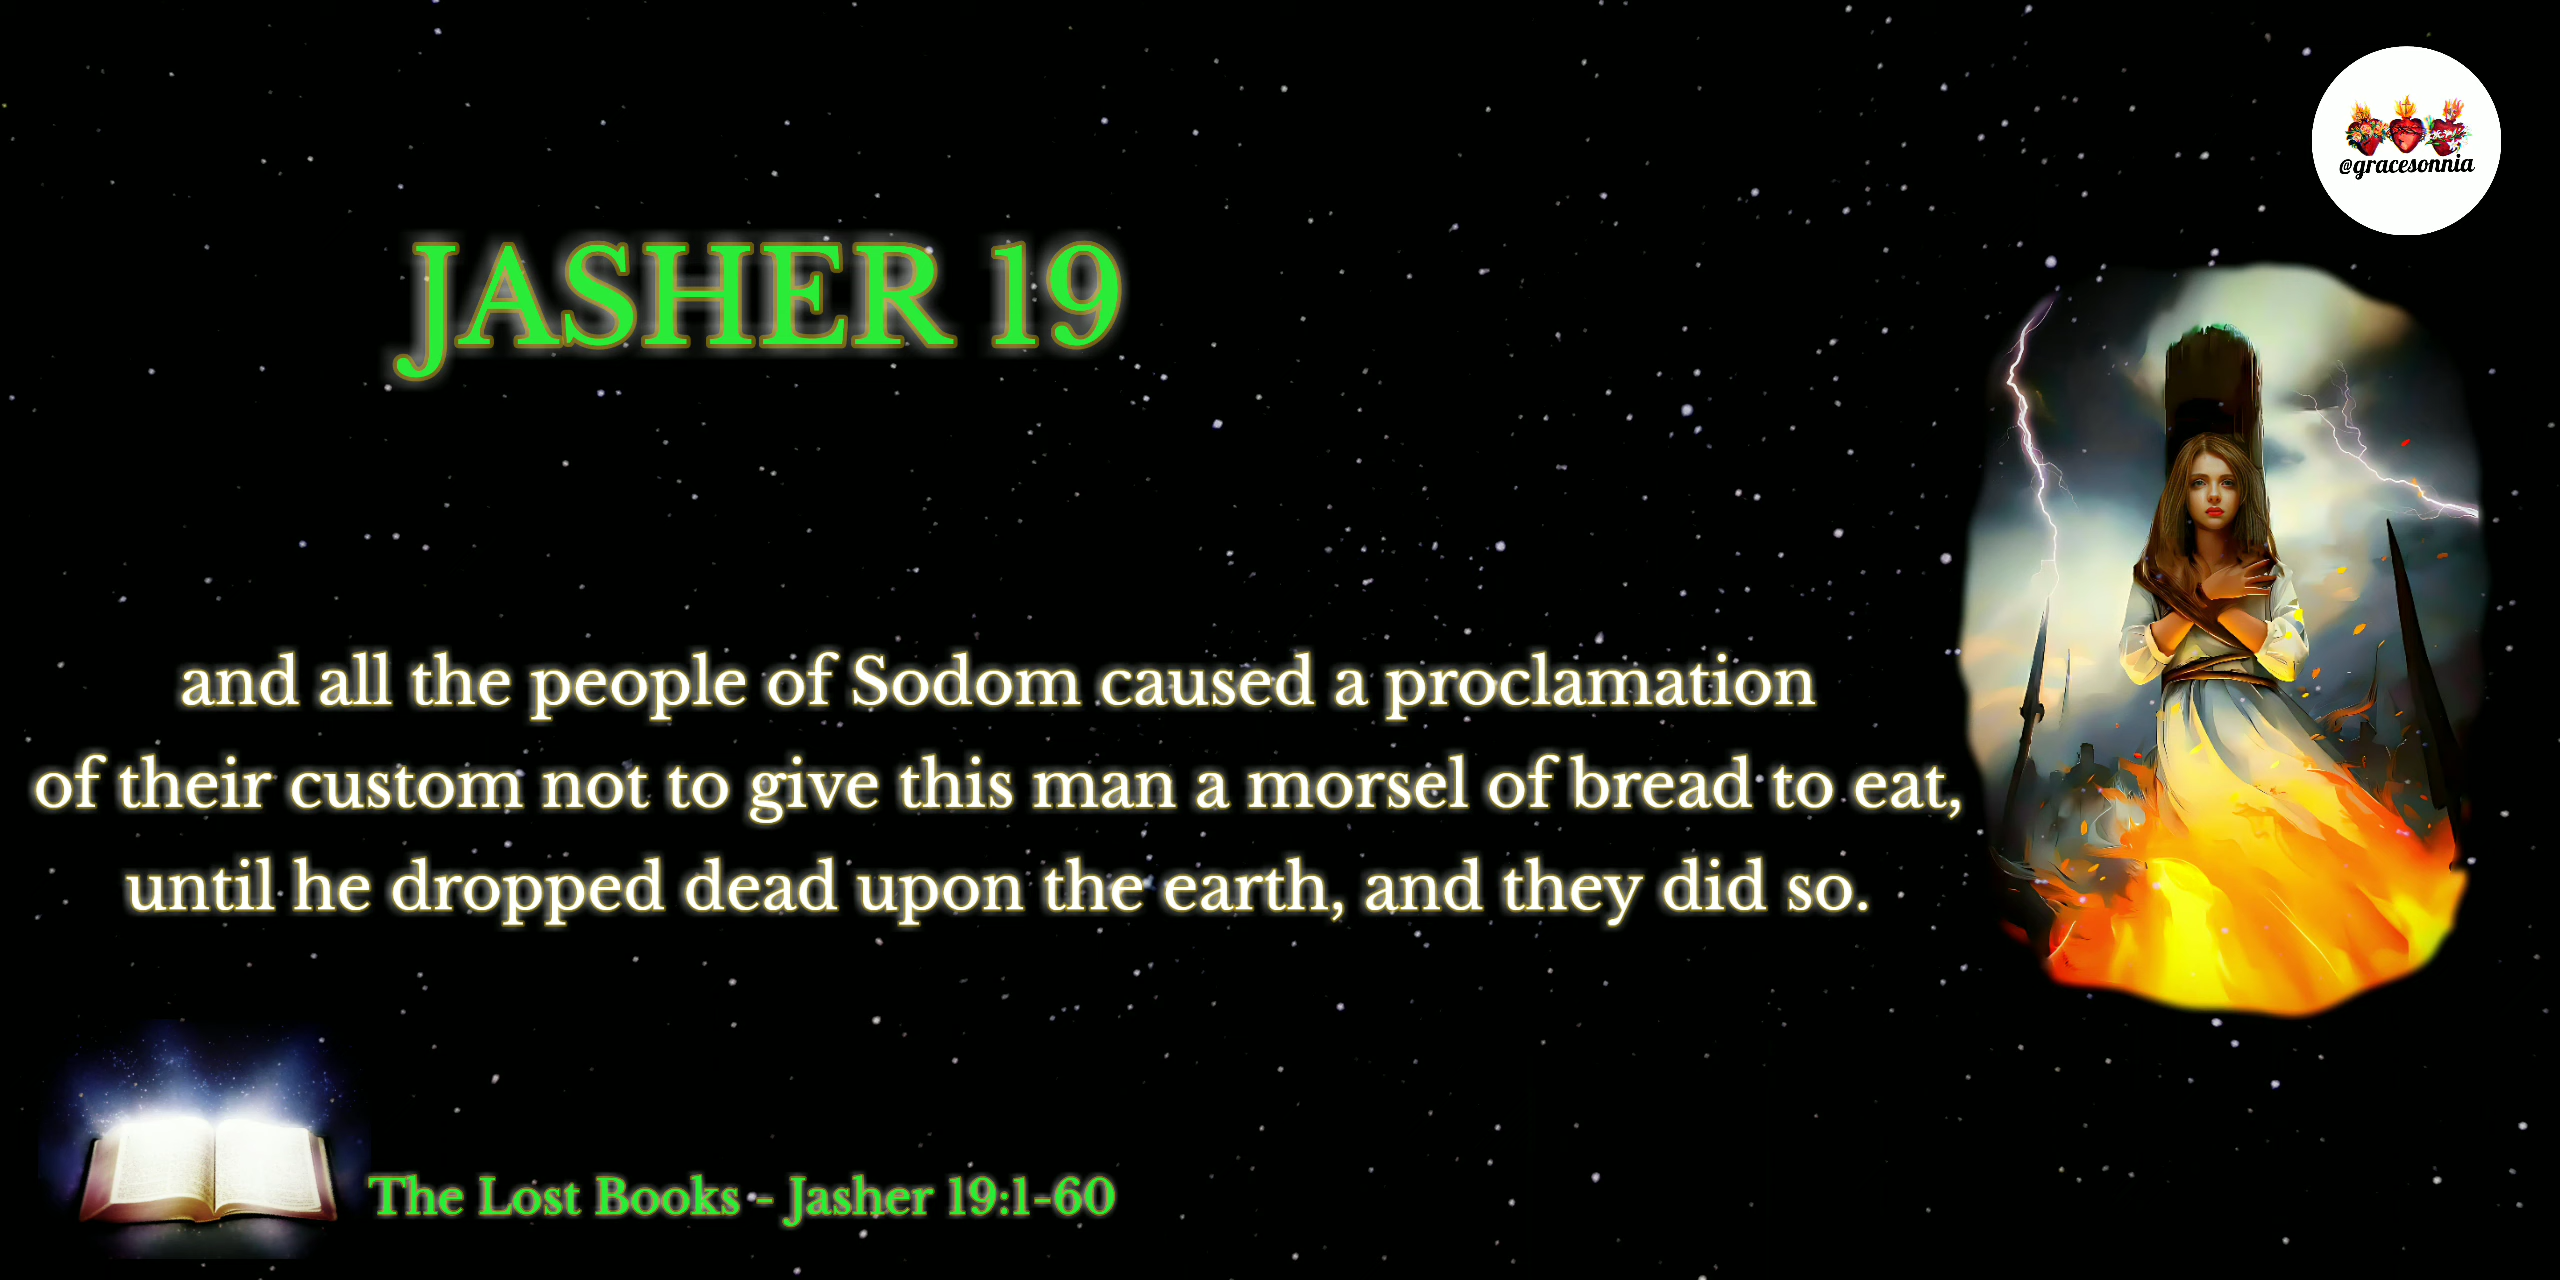 @gracesonnia
JASHER 19
and all the people of Sodom caused a proclamation
of their custom not to give this man a morsel of bread to eat,
until he dropped dead upon the earth, and they did so.
The Lost Books - Jasher 19:1-60